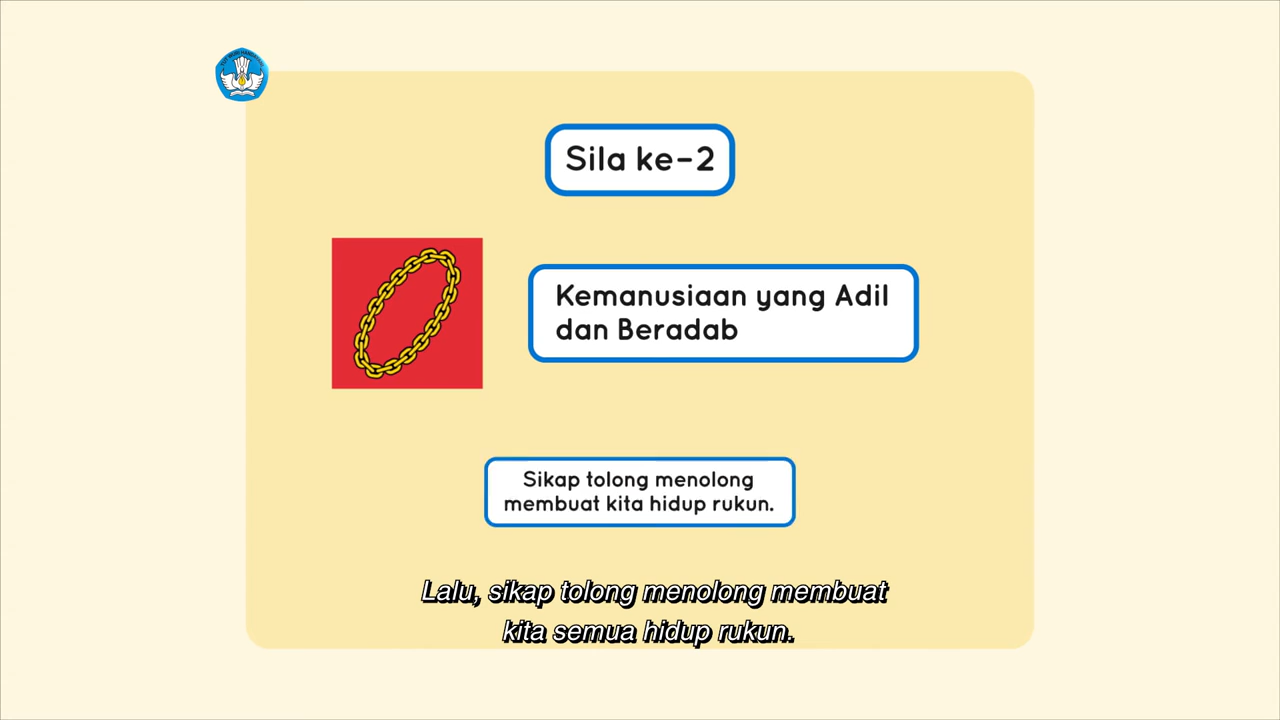 Sila ke-2
Kemanusiaan yang Adil
dan Beradab
Sikap tolong menolong
membuat kita hidup rukun.
Lalu, sikap tolong menolong membuat
kita semua hidup rukun.